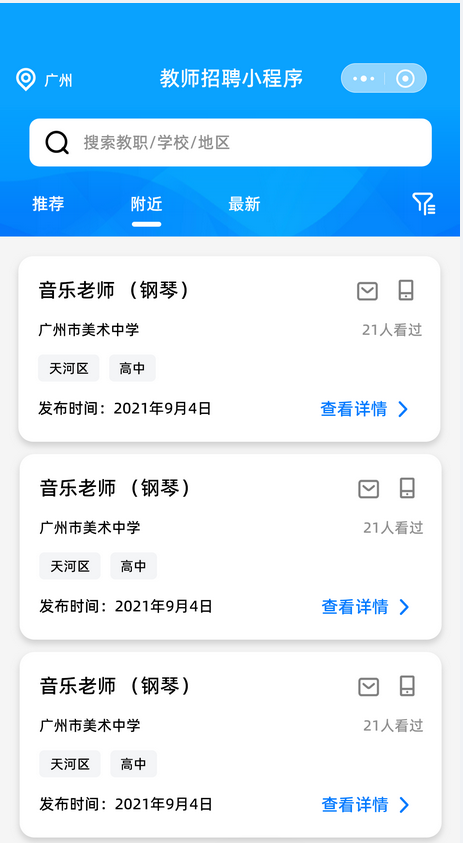 广州
教师招聘小程序
搜索教职/学校/地区
推荐 附近 最新
音乐老师 （钢琴）
广州市美术中学 21人看过
天河区 高中
发布时间：2021年9月4日 查看详情
音乐老师 （钢琴）
广州市美术中学 21人看过
天河区 高中
发布时间：2021年9月4日 查看详情
音乐老师 （钢琴）
广州市美术中学 21人看过
天河区 高中
发布时间：2021年9月4日 查看详情